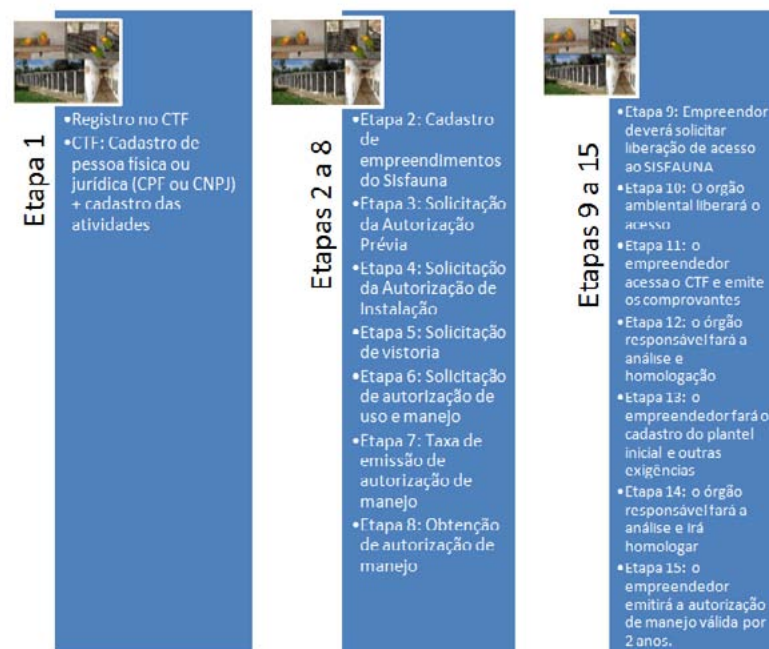 Etapa 1
•Registro no CTF
•CTF: Cadastro de
pessoa física ou
jurídica (CPF ou CNPJ)
+ cadastro das
atividades
Etapas 2 a 8
•Etapa 2: Cadastro
de
empreendimentos
do Sisfauna
•Etapa 3: Solicitação
da Autorização
Prévia
•Etapa 4: Solicitação
da Autorização de
Instalação
•Etapa 5: Solicitação
de vistoria
•Etapa 6: Solicitação
de autorização de
uso e manejo
•Etapa 7: Taxa de
emissão de
autorização de
manejo
•Etapa 8: Obtenção
de autorização de
manejo
Etapas 9 a 15
•Etapa 9: Empreendor
deverá solicitar
liberação de acesso
ao SISFAUNA
•Etapa 10: O orgão
ambiental liberará o
acesso
•Etapa 11: o
empreendedor
acessa o CTF e emite
os comprovantes
•Etapa 12: o órgão
responsável fará a
análise e
homologação
•Etapa 13: o
empreendedor fará o
cadastro do plantel
inicial e outras
exigências
•Etapa 14: o órgão
responsável fará a
análise e irá
homologar
•Etapa 15: o
empreendedor
emitirá a autorização
de manejo válida por
2 anos.